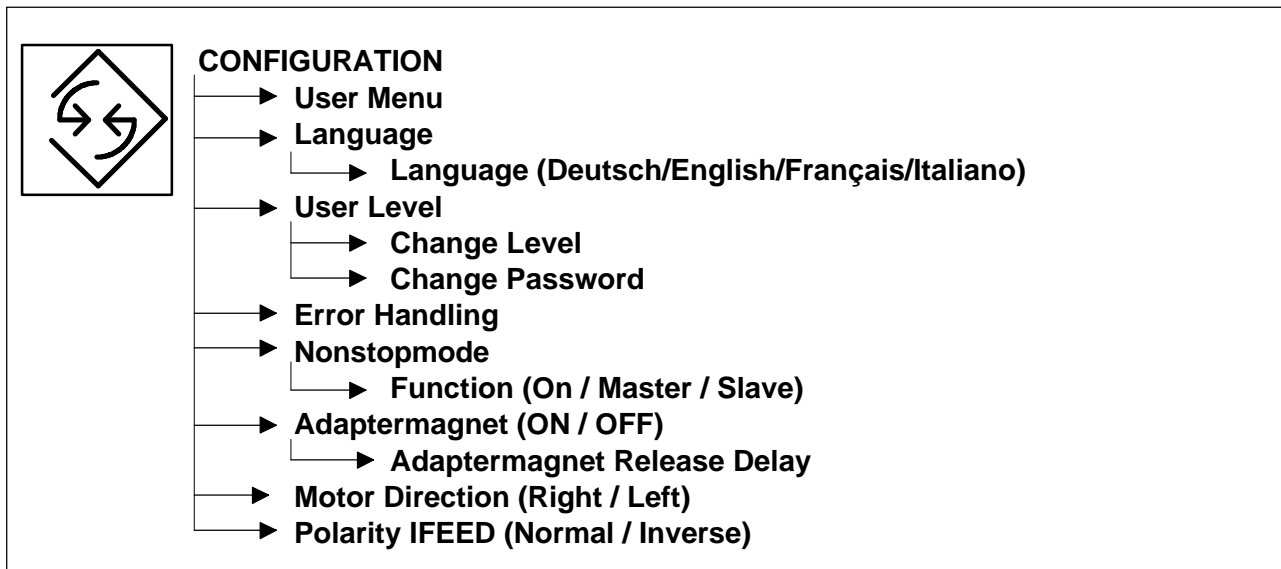 CONFIGURATION
User Menu
Language
Language (Deutsch/English/Français/Italiano)
User Level
Change Level
Change Password
Error Handling
Nonstopmode
Function (On / Master / Slave)
Adaptermagnet (ON / OFF)
Adaptermagnet Release Delay
Motor Direction (Right / Left)
Polarity IFEED (Normal / Inverse)